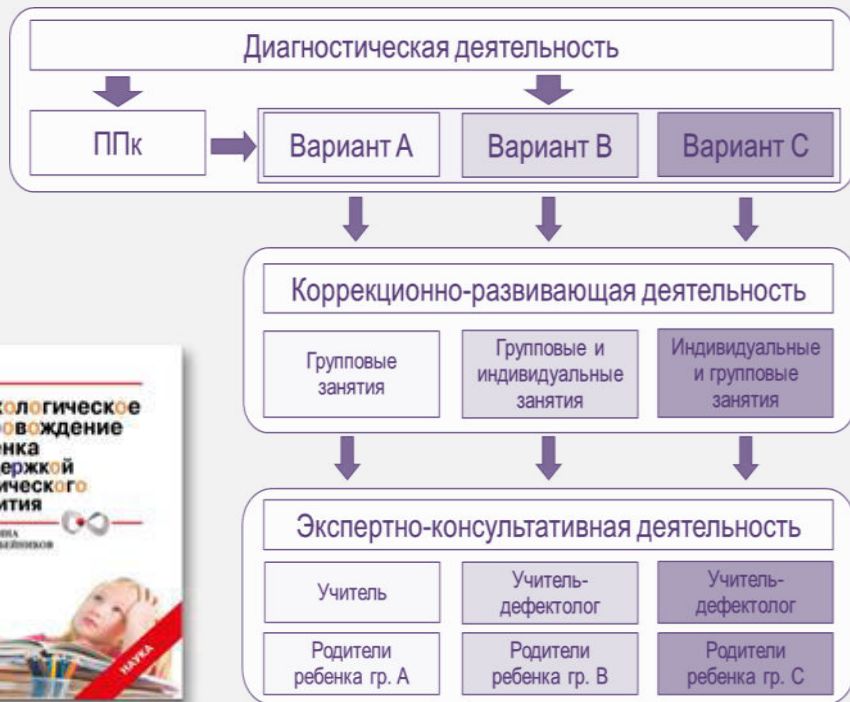 Диагностическая деятельность
ППк
Вариант А
Вариант В
Вариант С
Коррекционно-развивающая деятельность
Групповые
занятия
Групповые и
индивидуальные
занятия
Индивидуальные
и групповые
занятия
Экспертно-консультативная деятельность
Учитель
Учитель-
дефектолог
Учитель-
дефектолог
Родители
ребенка гр. А
Родители
ребенка гр. В
Родители
ребенка гр. С
НАУКА